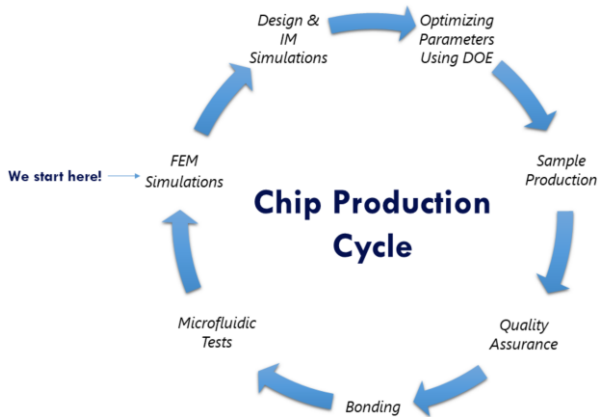 Design &
IM
Simulations
Optimizing
Parameters
Using DOE
Sample
Production
Quality
Assurance
Bonding
Microfluidic
Tests
FEM
Simulations
We start here!
Chip Production
Cycle